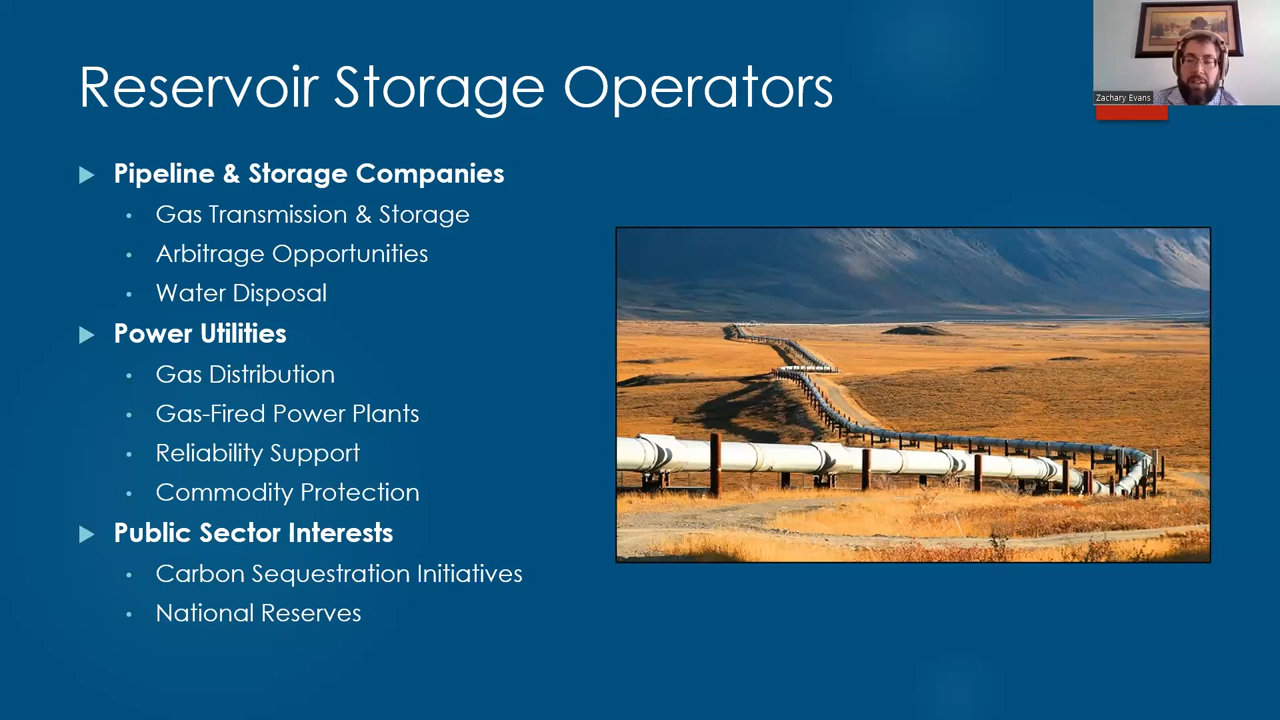 Reservoir Storage Operators
Zachary Evans
Pipeline & Storage Companies
Gas Transmission & Storage
Arbitrage Opportunities
Water Disposal
Power Utilities
Gas Distribution
Gas-Fired Power Plants
Reliability Support
Commodity Protection
Public Sector Interests
Carbon Sequestration Initiatives
National Reserves